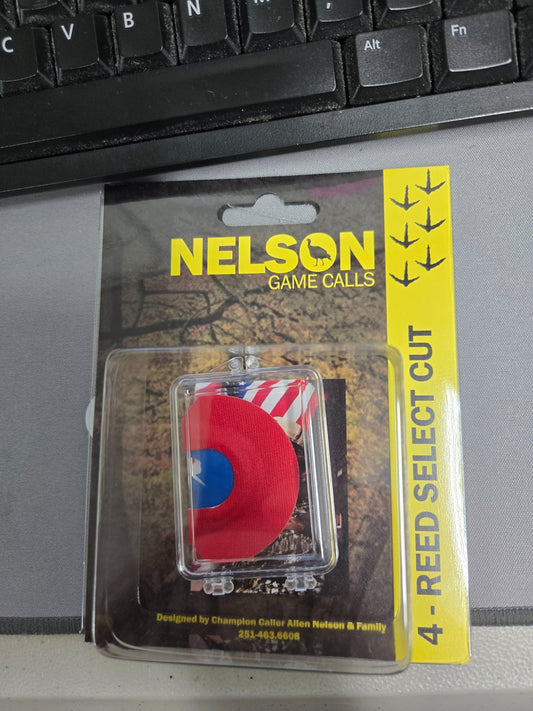 C
V
B
N
M
Alt
Fn
NELSON
GAME CALLS
4 - REED SELECT CUT
Designed by Champion Caller Allen Nelson & Family
251-463.6608